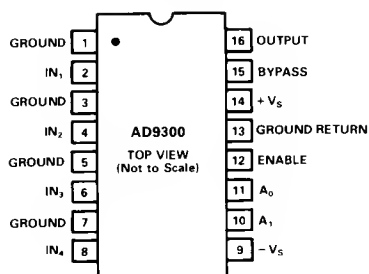 GROUND 1
IN₁ 2
GROUND 3
IN₂ 4
GROUND 5
IN₃ 6
GROUND 7
IN₄ 8
AD9300
TOP VIEW
(Not to Scale)
16 OUTPUT
15 BYPASS
14 + Vₛ
13 GROUND RETURN
12 ENABLE
11 A₀
10 A₁
9 − Vₛ